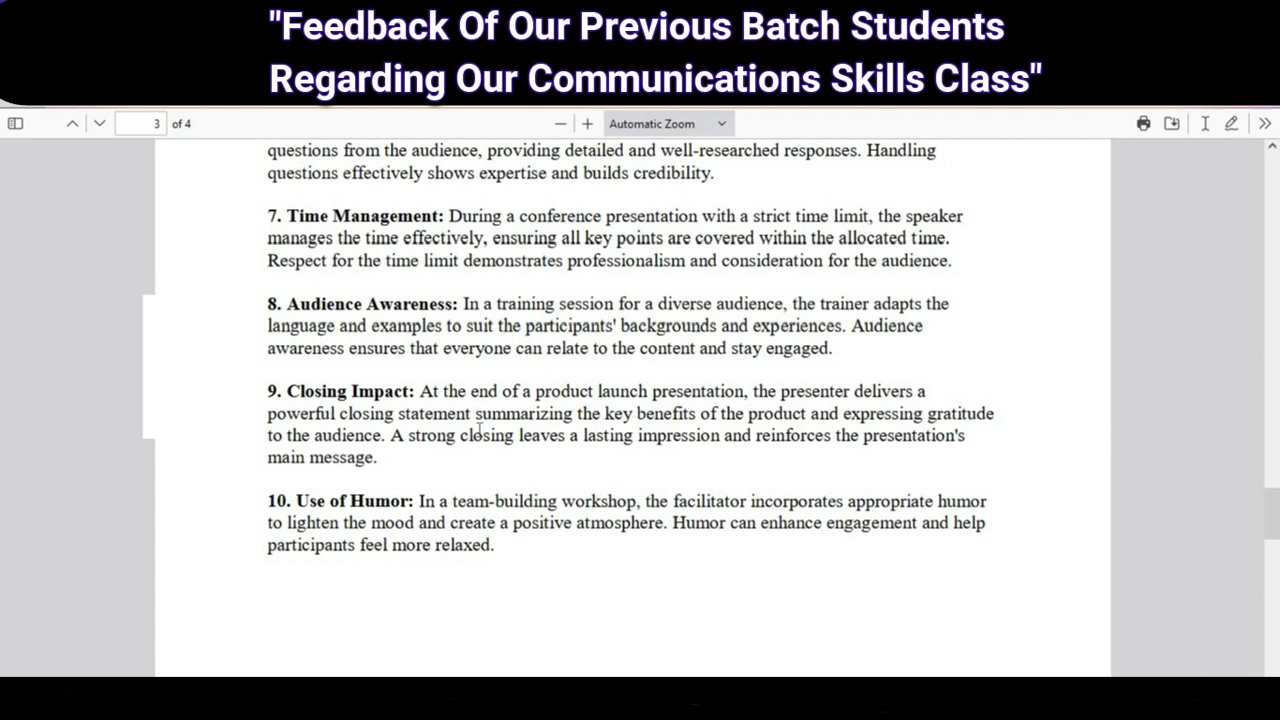 "Feedback Of Our Previous Batch Students
Regarding Our Communications Skills Class"
3 of 4
Automatic Zoom
questions from the audience, providing detailed and well-researched responses. Handling
questions effectively shows expertise and builds credibility.
7. Time Management: During a conference presentation with a strict time limit, the speaker
manages the time effectively, ensuring all key points are covered within the allocated time.
Respect for the time limit demonstrates professionalism and consideration for the audience.
8. Audience Awareness: In a training session for a diverse audience, the trainer adapts the
language and examples to suit the participants' backgrounds and experiences. Audience
awareness ensures that everyone can relate to the content and stay engaged.
9. Closing Impact: At the end of a product launch presentation, the presenter delivers a
powerful closing statement summarizing the key benefits of the product and expressing gratitude
to the audience. A strong closing leaves a lasting impression and reinforces the presentation's
main message.
10. Use of Humor: In a team-building workshop, the facilitator incorporates appropriate humor
to lighten the mood and create a positive atmosphere. Humor can enhance engagement and help
participants feel more relaxed.